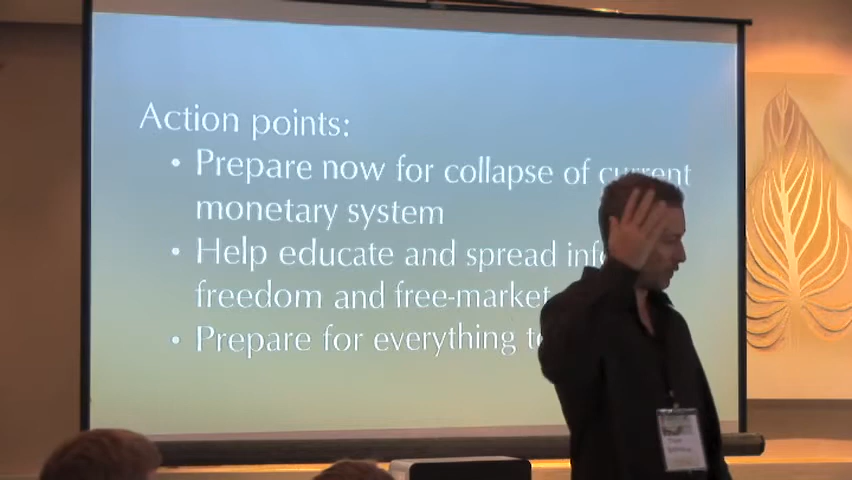 Action points:
• Prepare now for collapse of current
monetary system
• Help educate and spread
freedom and free-market
• Prepare for everything